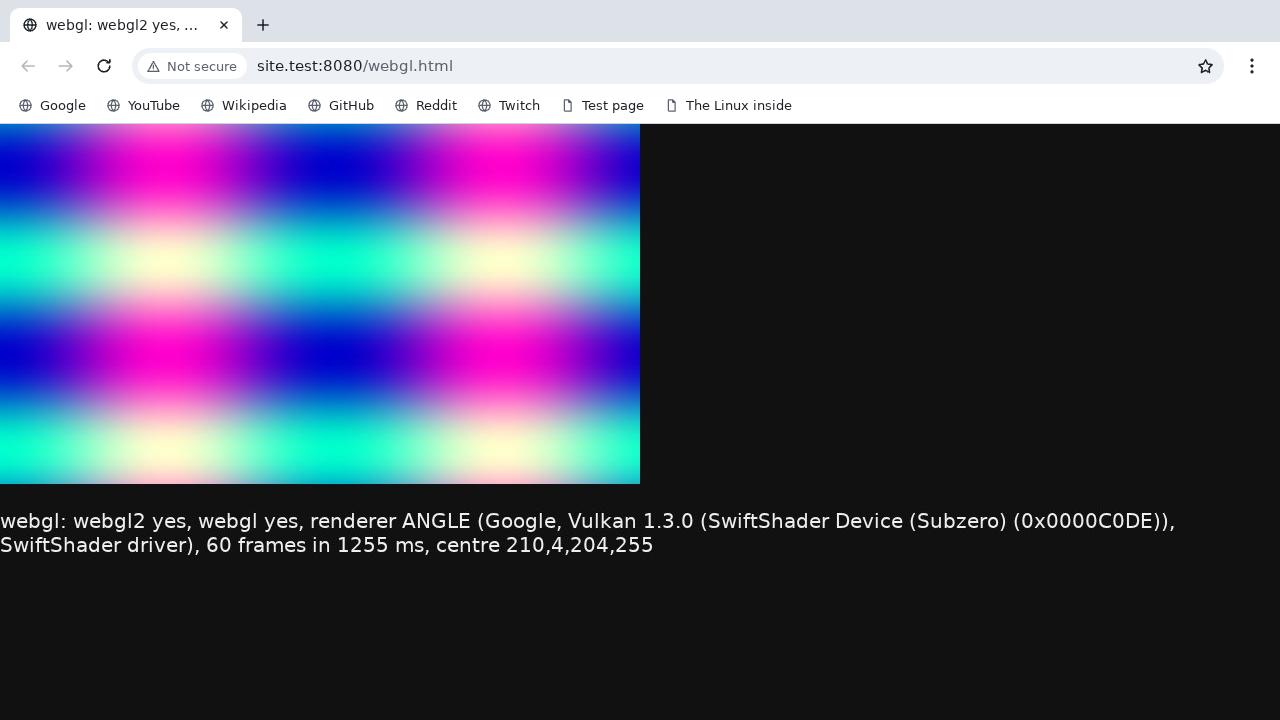 webgl: webgl2 yes, ...
Not secure
site.test:8080/webgl.html
Google
YouTube
Wikipedia
GitHub
Reddit
Twitch
Test page
The Linux inside
webgl: webgl2 yes, webgl yes, renderer ANGLE (Google, Vulkan 1.3.0 (SwiftShader Device (Subzero) (0x0000C0DE)),
SwiftShader driver), 60 frames in 1255 ms, centre 210,4,204,255